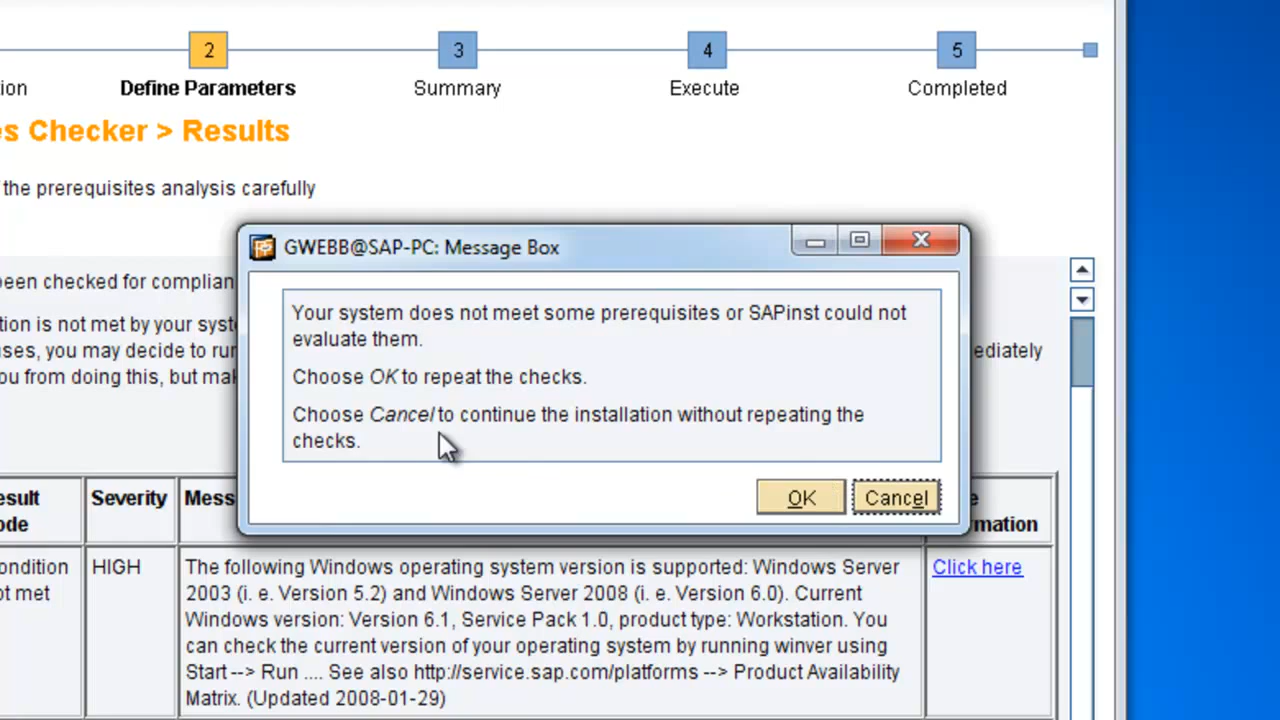 2
3
4
5
tion
Define Parameters
Summary
Execute
Completed
es Checker > Results
the prerequisites analysis carefully
GWEBB@SAP-PC: Message Box
been checked for complian
Your system does not meet some prerequisites or SAPinst could not
evaluate them.
tion is not met by your syste
ses, you may decide to run
ediately
ou from doing this, but mak
Choose OK to repeat the checks.
Choose Cancel to continue the installation without repeating the
checks.
OK
Cancel
esult
ode
Severity
Mess
e
rmation
ondition
ot met
HIGH
The following Windows operating system version is supported: Windows Server
2003 (i. e. Version 5.2) and Windows Server 2008 (i. e. Version 6.0). Current
Windows version: Version 6.1, Service Pack 1.0, product type: Workstation. You
can check the current version of your operating system by running winver using
Start --> Run .... See also http://service.sap.com/platforms --> Product Availability
Matrix. (Updated 2008-01-29)
Click here